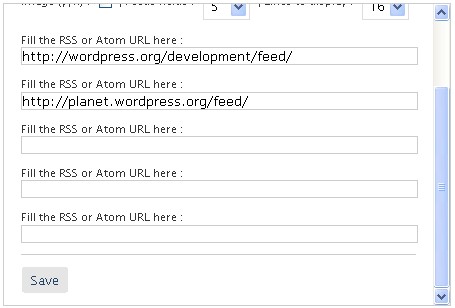 5 16
Fill the RSS or Atom URL here :
http://wordpress.org/development/feed/
Fill the RSS or Atom URL here :
http://planet.wordpress.org/feed/
Fill the RSS or Atom URL here :
Fill the RSS or Atom URL here :
Fill the RSS or Atom URL here :
Save